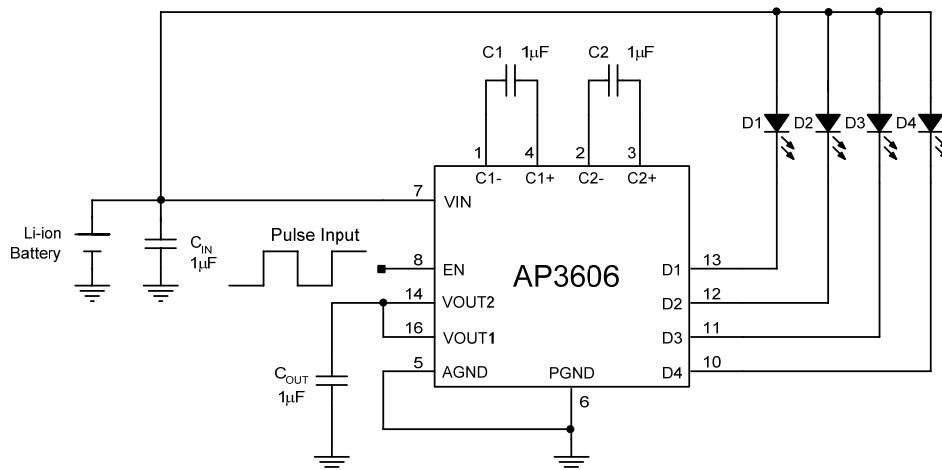 C1 1μF C2 1μF
D1 D2 D3 D4
1 4 2 3
C1- C1+ C2- C2+
7
VIN
Li-ion
Battery
C_IN
1μF
Pulse Input
8
EN
AP3606
D1
13
14
VOUT2
D2
12
16
VOUT1
D3
11
5
AGND
PGND
D4
10
6
C_OUT
1μF